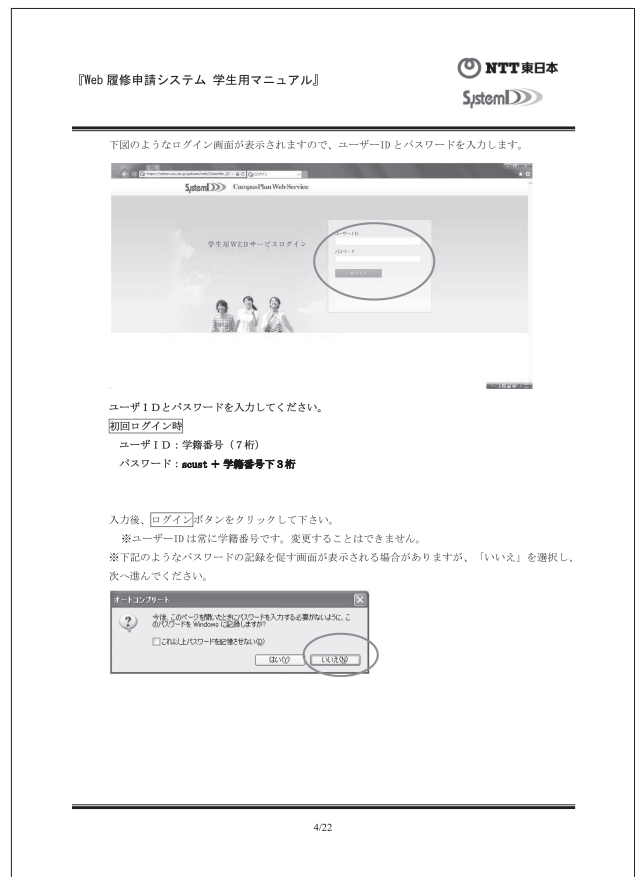 『Web 履修申請システム 学生用マニュアル』
NTT東日本
SystemD
下図のようなログイン画面が表示されますので、ユーザーID とパスワードを入力します。
SystemD CampusPlan Web Service
学生用WEBサービスログイン
ユーザーID
パスワード
ログイン
ユーザＩＤとパスワードを入力してください。
初回ログイン時
ユーザＩＤ：学籍番号（７桁）
パスワード：scust ＋ 学籍番号下３桁
入力後、ログインボタンをクリックして下さい。
※ユーザーID は常に学籍番号です。変更することはできません。
※下記のようなパスワードの記録を促す画面が表示される場合がありますが、「いいえ」を選択し、
次へ進んでください。
オートコンプリート
今後、このページを開いたときにパスワードを入力する必要がないように、こ
のパスワードを Windows に記録しますか?
これ以上パスワードを記憶させない(D)
はい(Y) いいえ(N)
4/22